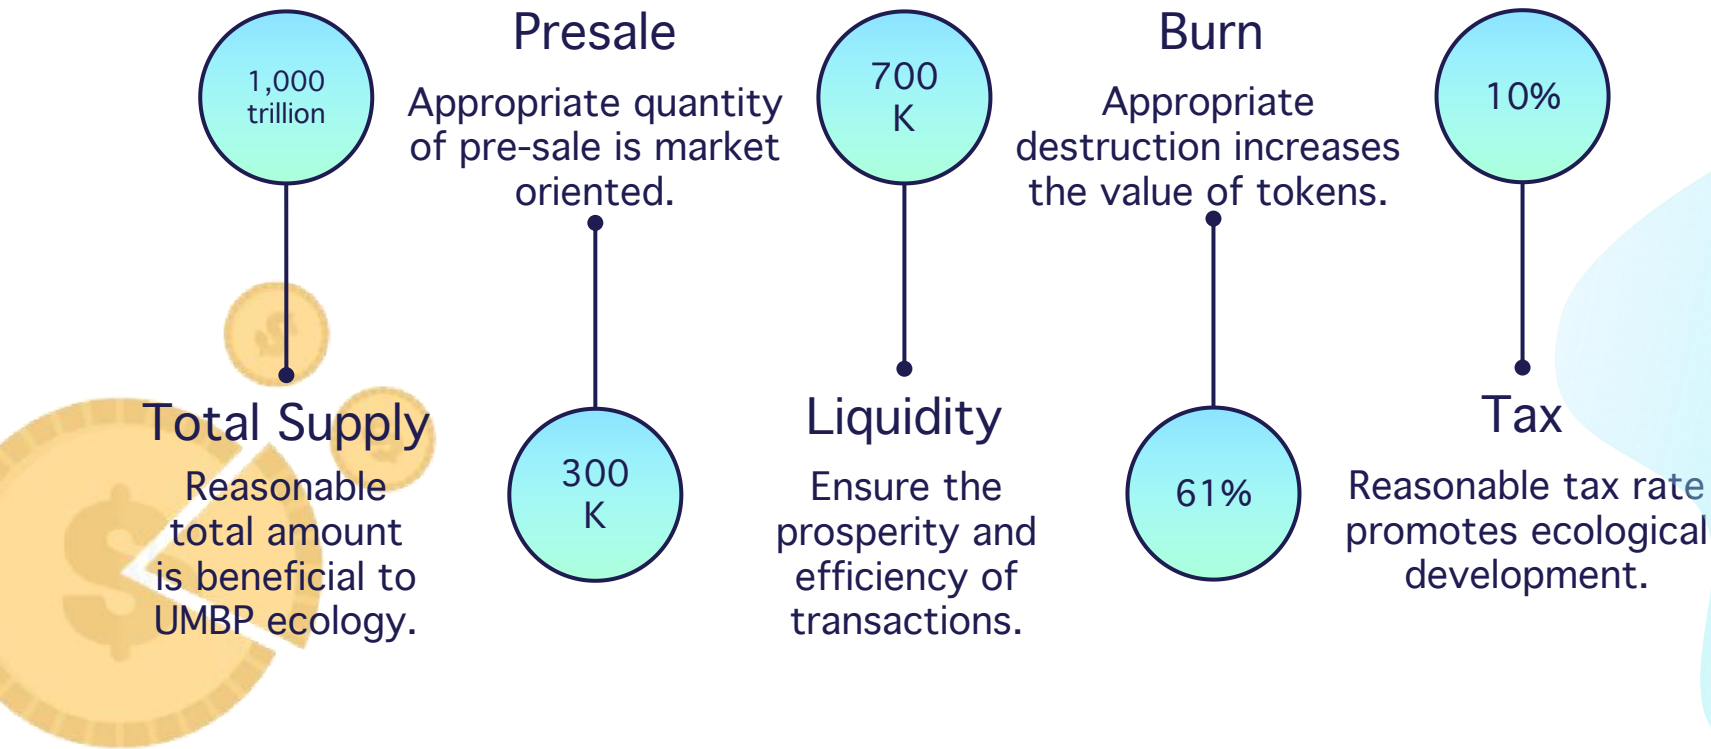 1,000
trillion
Total Supply
Reasonable
total amount
is beneficial to
UMBP ecology.
Presale
Appropriate quantity
of pre-sale is market
oriented.
300
K
700
K
Liquidity
Ensure the
prosperity and
efficiency of
transactions.
Burn
Appropriate
destruction increases
the value of tokens.
61%
10%
Tax
Reasonable tax rate
promotes ecological
development.